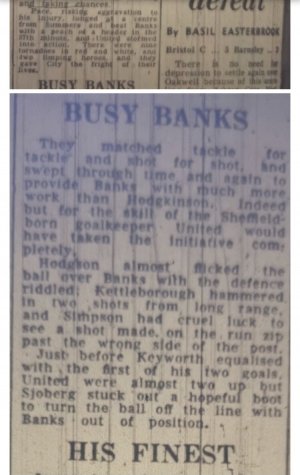 and taking chances.
Pace, risking aggravation to
his injury, lunged at a centre
from Simmons and beat Banks
with a peach of a header in the
fifth minute, and United stormed
into action. There were
tornadoes in red and white, and
two limping heroes, and they
gave City the fright of their
lives.
BUSY BANKS
defeat
By BASIL EASTERBROOK
Bristol C .. 3 Barnsley ..
There is no need
depression to settle again over
Oakwell because of this
BUSY BANKS
They matched tackle for
tackle and shot for shot, and
swept through time and again to
provide Banks with much more
work than Hodgkinson. Indeed
but for the skill of the Sheffield-
born goalkeeper, United would
have taken the initiative com-
pletely.
Hodgson almost flicked the
ball over Banks with the defence
riddled; Kettleborough hammered
in two shots from long range,
and Simpson had cruel luck to
see a shot made on the run zip
past the wrong side of the post.
Just before Keyworth equalised
with the first of his two goals,
United were almost two up but
Sjoberg stuck out a hopeful boot
to turn the ball off the line with
Banks out of position.
HIS FINEST